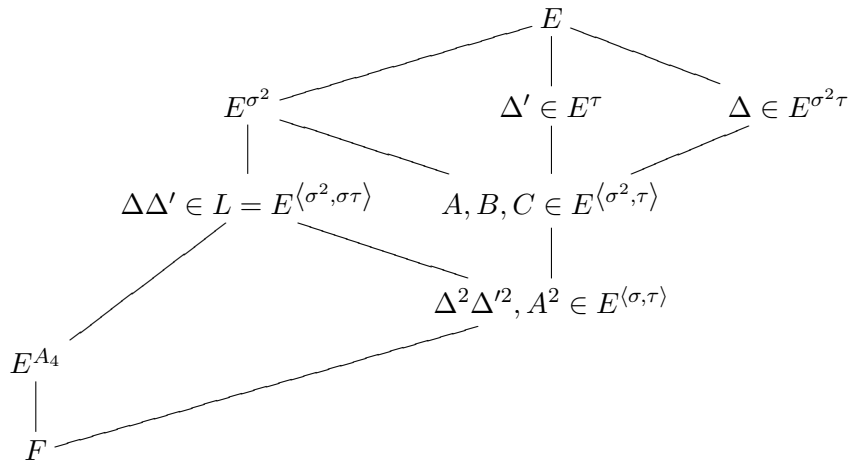 E
E^{σ^2} Δ′ ∈ E^τ Δ ∈ E^{σ^2τ}
ΔΔ′ ∈ L = E^{⟨σ^2,στ⟩} A, B, C ∈ E^{⟨σ^2,τ⟩}
Δ^2Δ′^2, A^2 ∈ E^{⟨σ,τ⟩}
E^{A_4}
F